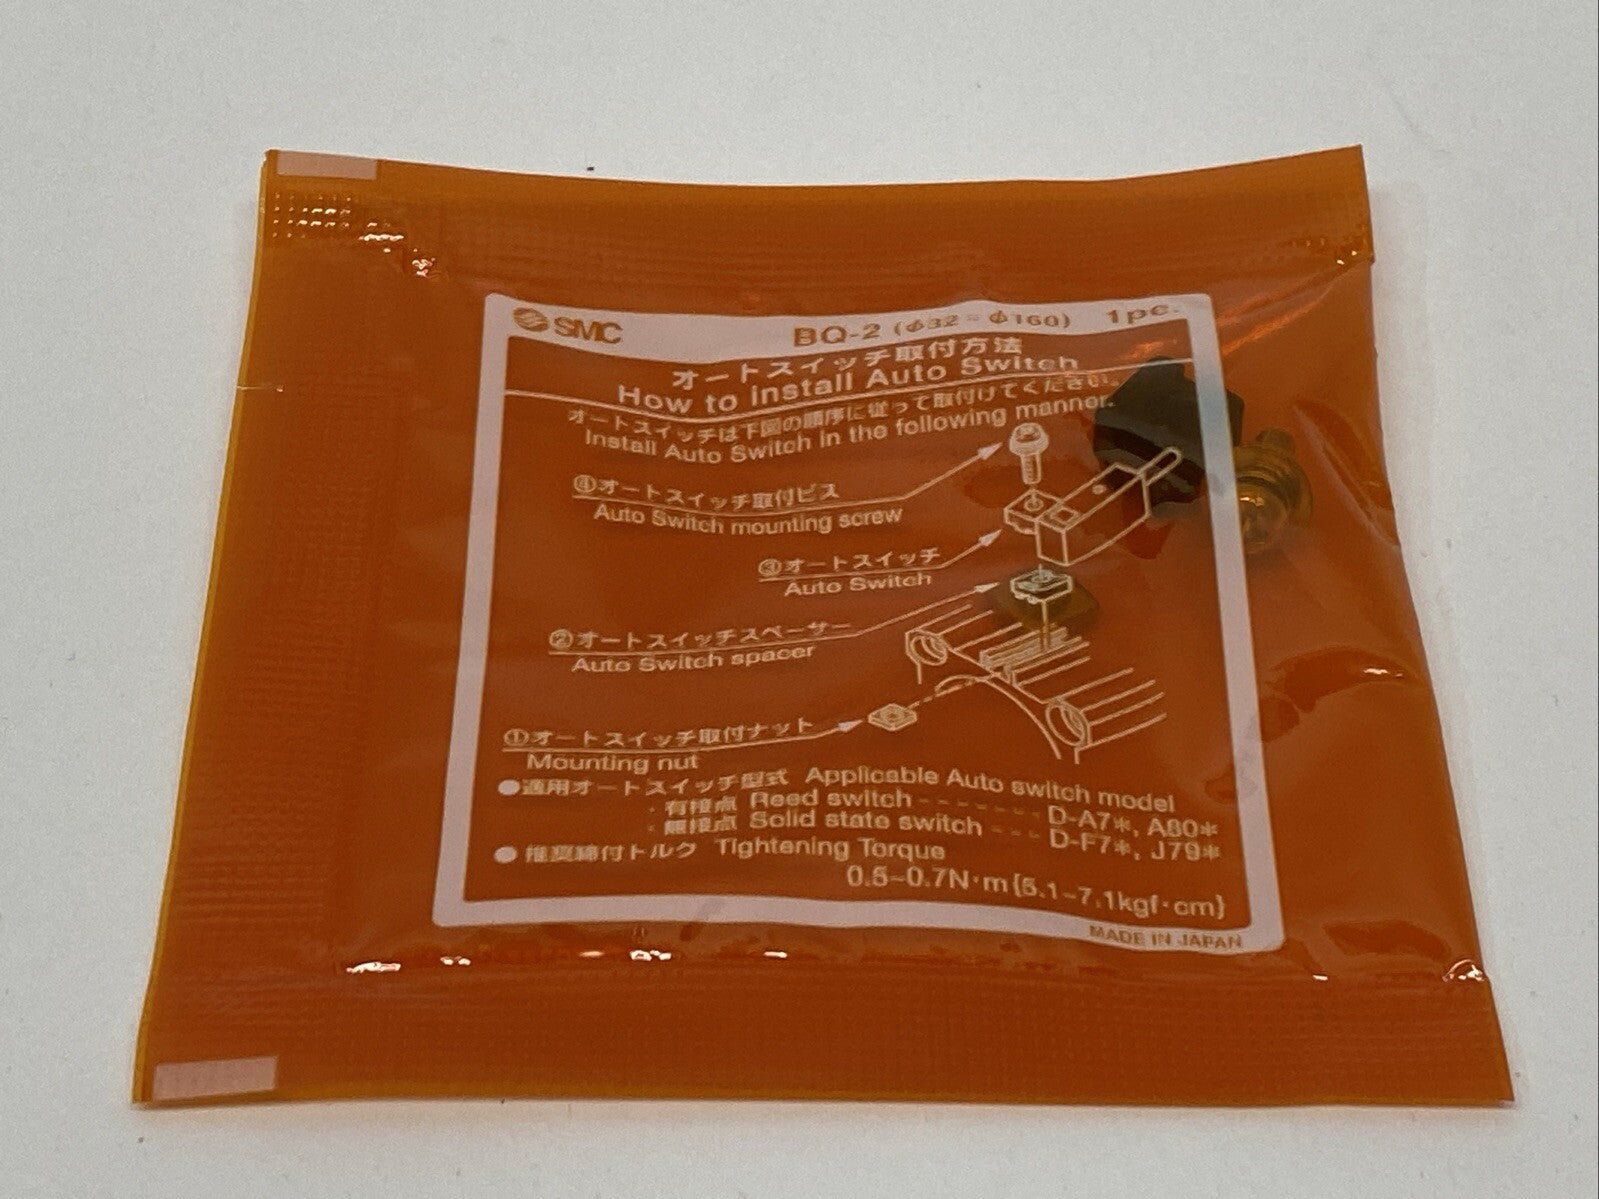 SMC BQ-2 (φ32~φ160) 1pc.
オートスイッチ取付方法
How to install Auto Switch
オートスイッチは下図の順序に従って取付けてください。
Install Auto Switch in the following manner.
④オートスイッチ取付ビス
Auto Switch mounting screw
③オートスイッチ
Auto Switch
②オートスイッチスペーサー
Auto Switch spacer
①オートスイッチ取付ナット
Mounting nut
●適用オートスイッチ型式 Applicable Auto switch model
・有接点 Reed switch ------- D-A7*, A80*
・無接点 Solid state switch --- D-F7*, J79*
●推奨締付トルク Tightening Torque
0.5~0.7N·m{5.1~7.1kgf·cm}
MADE IN JAPAN